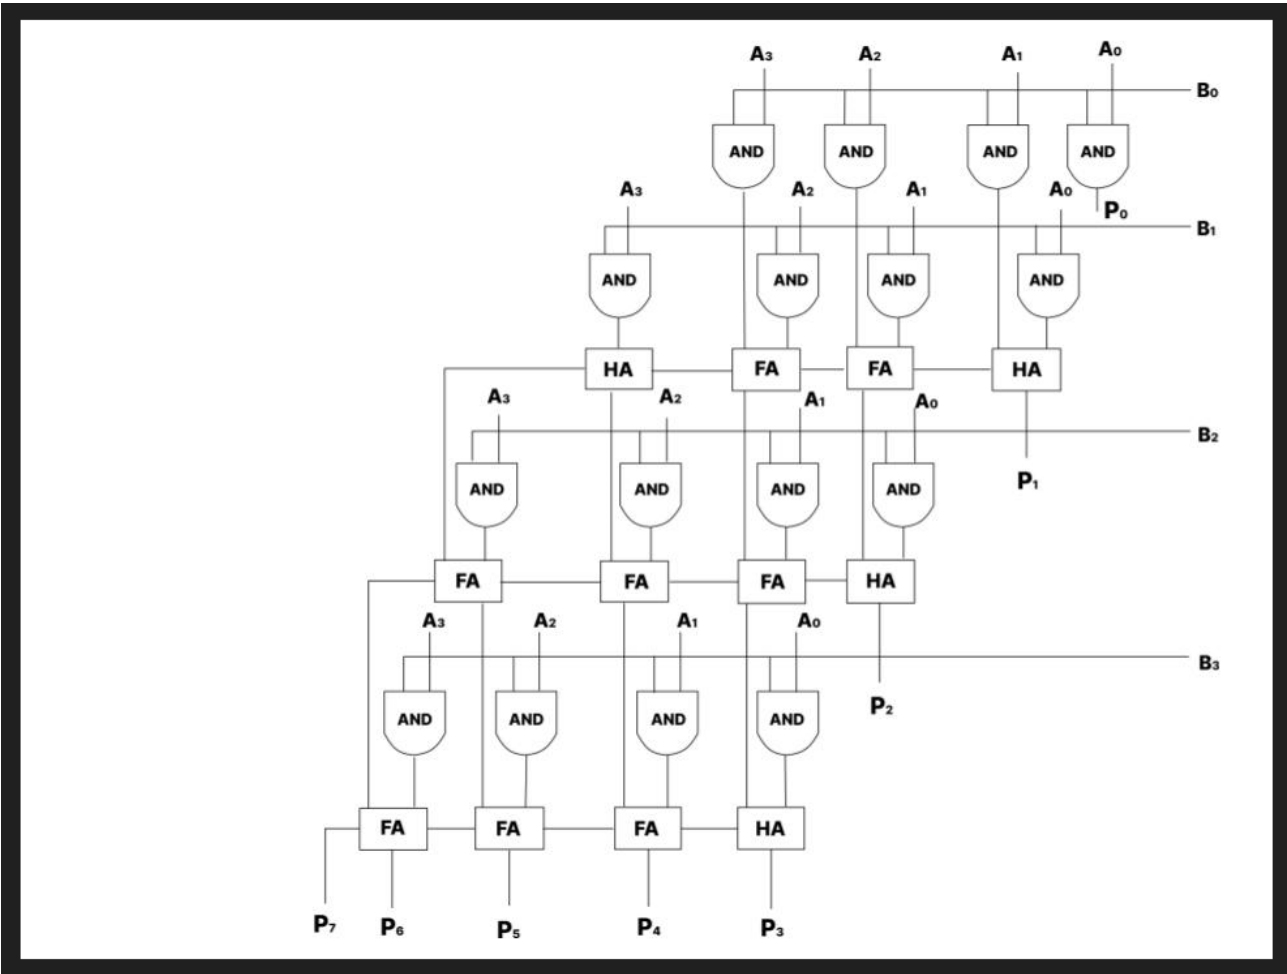 A₃ A₂ A₁ A₀
B₀
AND AND AND AND
A₃ A₂ A₁ A₀
P₀
B₁
AND AND AND AND
HA FA FA HA
A₃ A₂ A₁ A₀
B₂
P₁
AND AND AND AND
FA FA FA HA
A₃ A₂ A₁ A₀
B₃
P₂
AND AND AND AND
FA FA FA HA
P₇ P₆ P₅ P₄ P₃